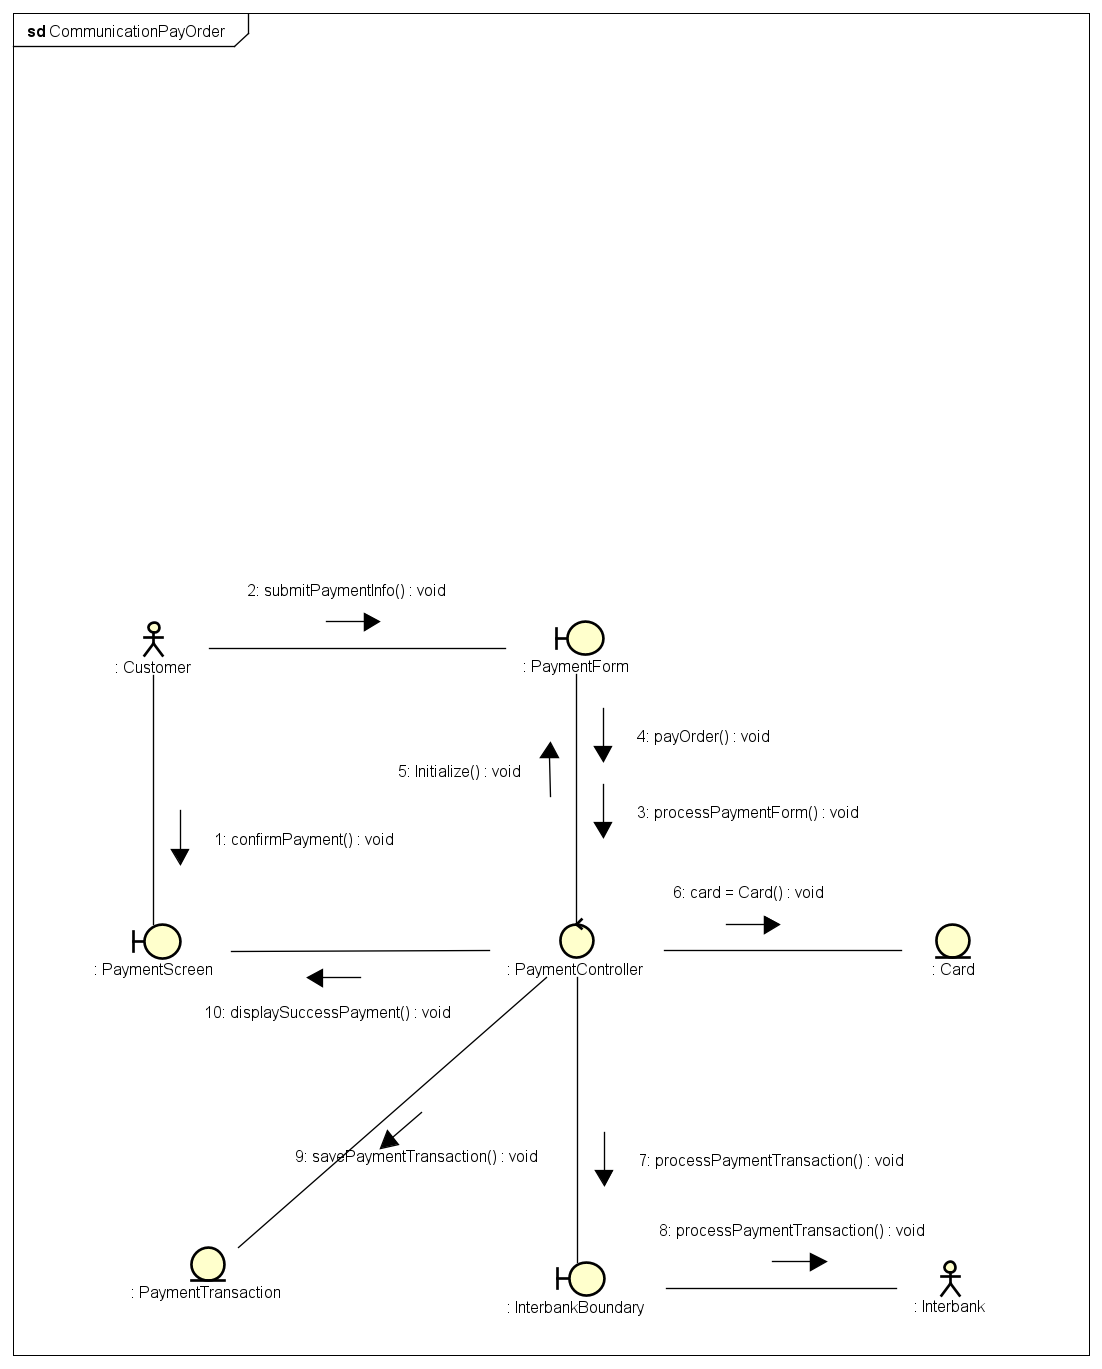 sd CommunicationPayOrder
2: submitPaymentInfo() : void
: Customer
: PaymentForm
4: payOrder() : void
5: Initialize() : void
3: processPaymentForm() : void
1: confirmPayment() : void
6: card = Card() : void
: PaymentScreen
: PaymentController
: Card
10: displaySuccessPayment() : void
9: savePaymentTransaction() : void
7: processPaymentTransaction() : void
8: processPaymentTransaction() : void
: PaymentTransaction
: InterbankBoundary
: Interbank